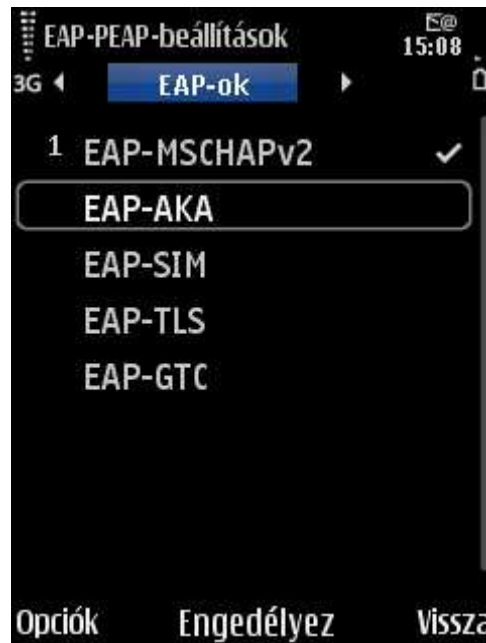 EAP-PEAP-beállítások
15:08
3G
EAP-ok
1 EAP-MSCHAPv2
EAP-AKA
EAP-SIM
EAP-TLS
EAP-GTC
Opciók Engedélyez Vissza